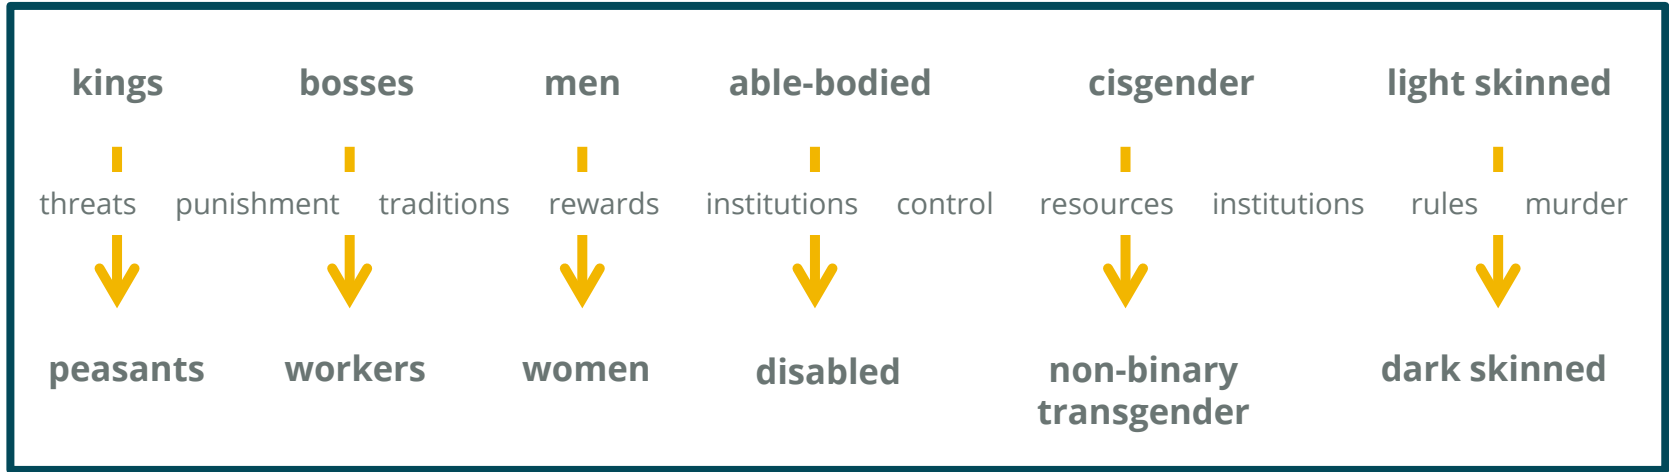 kings bosses men able-bodied cisgender light skinned
threats punishment traditions rewards institutions control resources institutions rules murder
peasants workers women disabled non-binary dark skinned
transgender